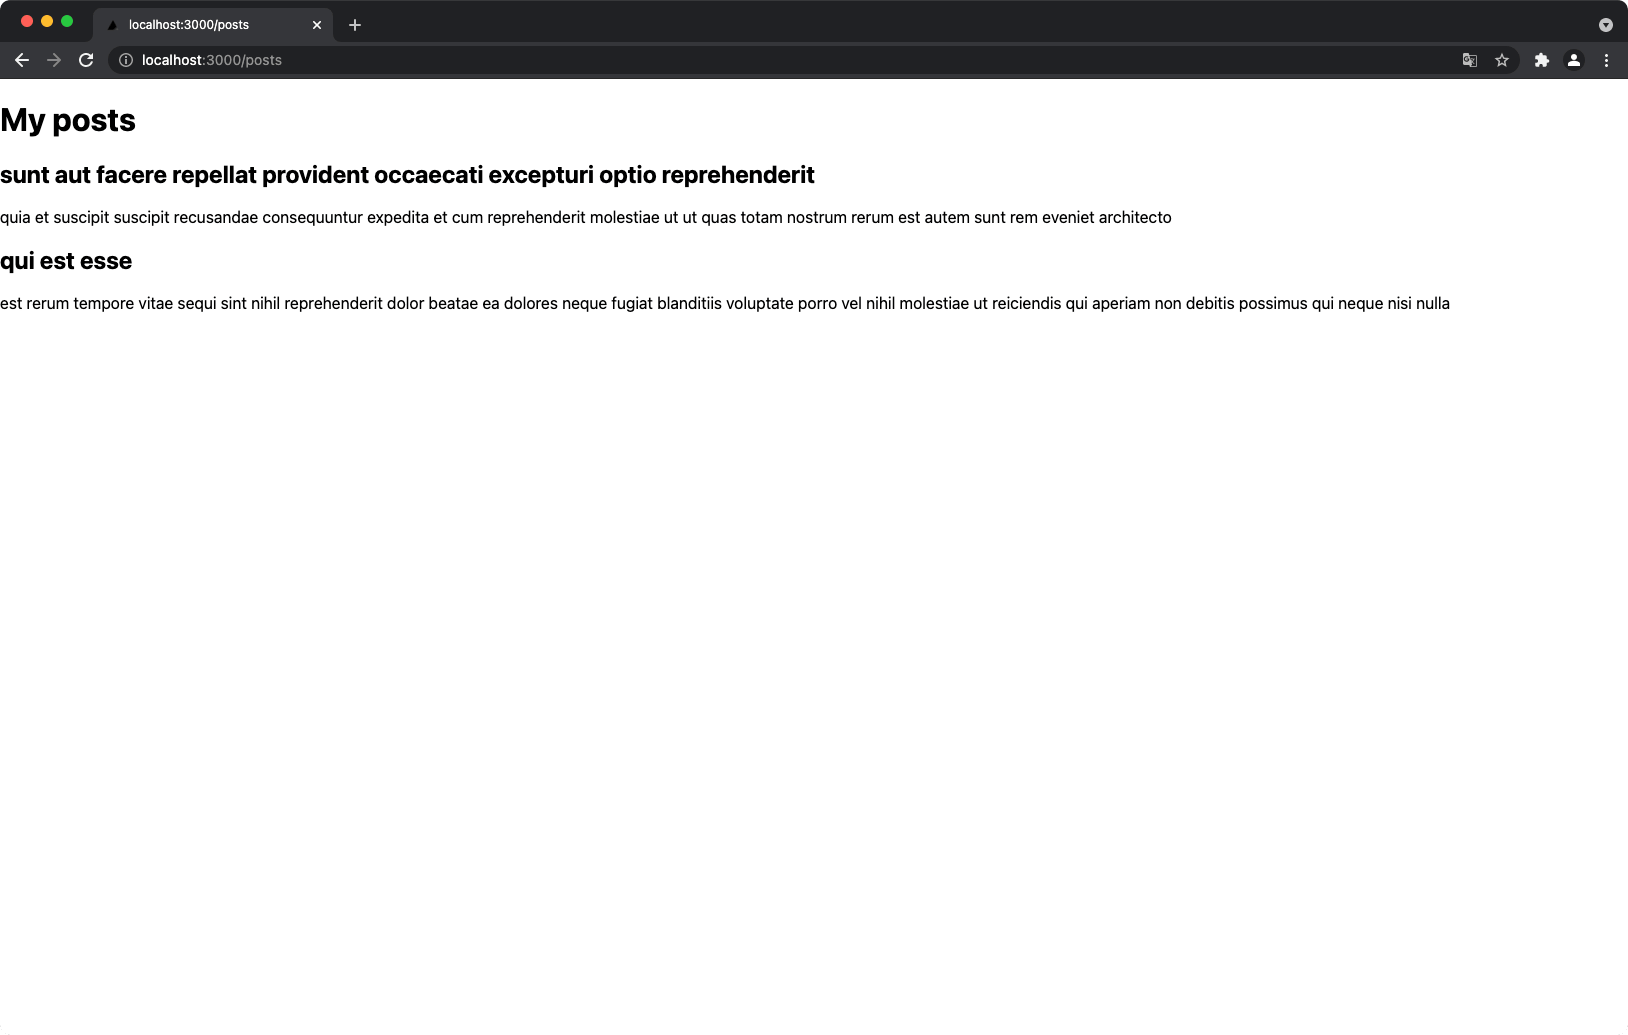 localhost:3000/posts
localhost:3000/posts
My posts
sunt aut facere repellat provident occaecati excepturi optio reprehenderit
quia et suscipit suscipit recusandae consequuntur expedita et cum reprehenderit molestiae ut ut quas totam nostrum rerum est autem sunt rem eveniet architecto
qui est esse
est rerum tempore vitae sequi sint nihil reprehenderit dolor beatae ea dolores neque fugiat blanditiis voluptate porro vel nihil molestiae ut reiciendis qui aperiam non debitis possimus qui neque nisi nulla